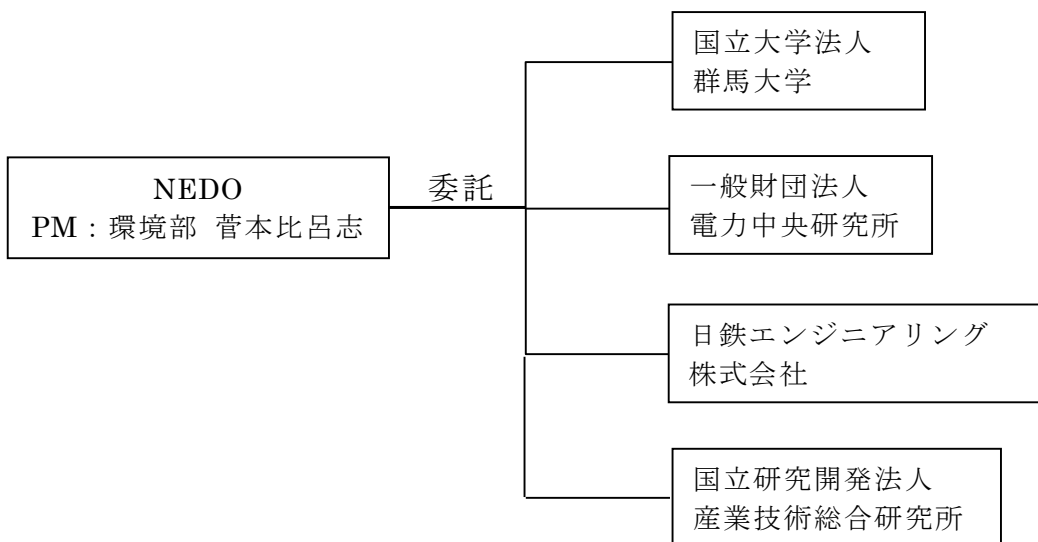 国立大学法人
群馬大学
NEDO
PM：環境部 菅本比呂志
委託
一般財団法人
電力中央研究所
日鉄エンジニアリング
株式会社
国立研究開発法人
産業技術総合研究所